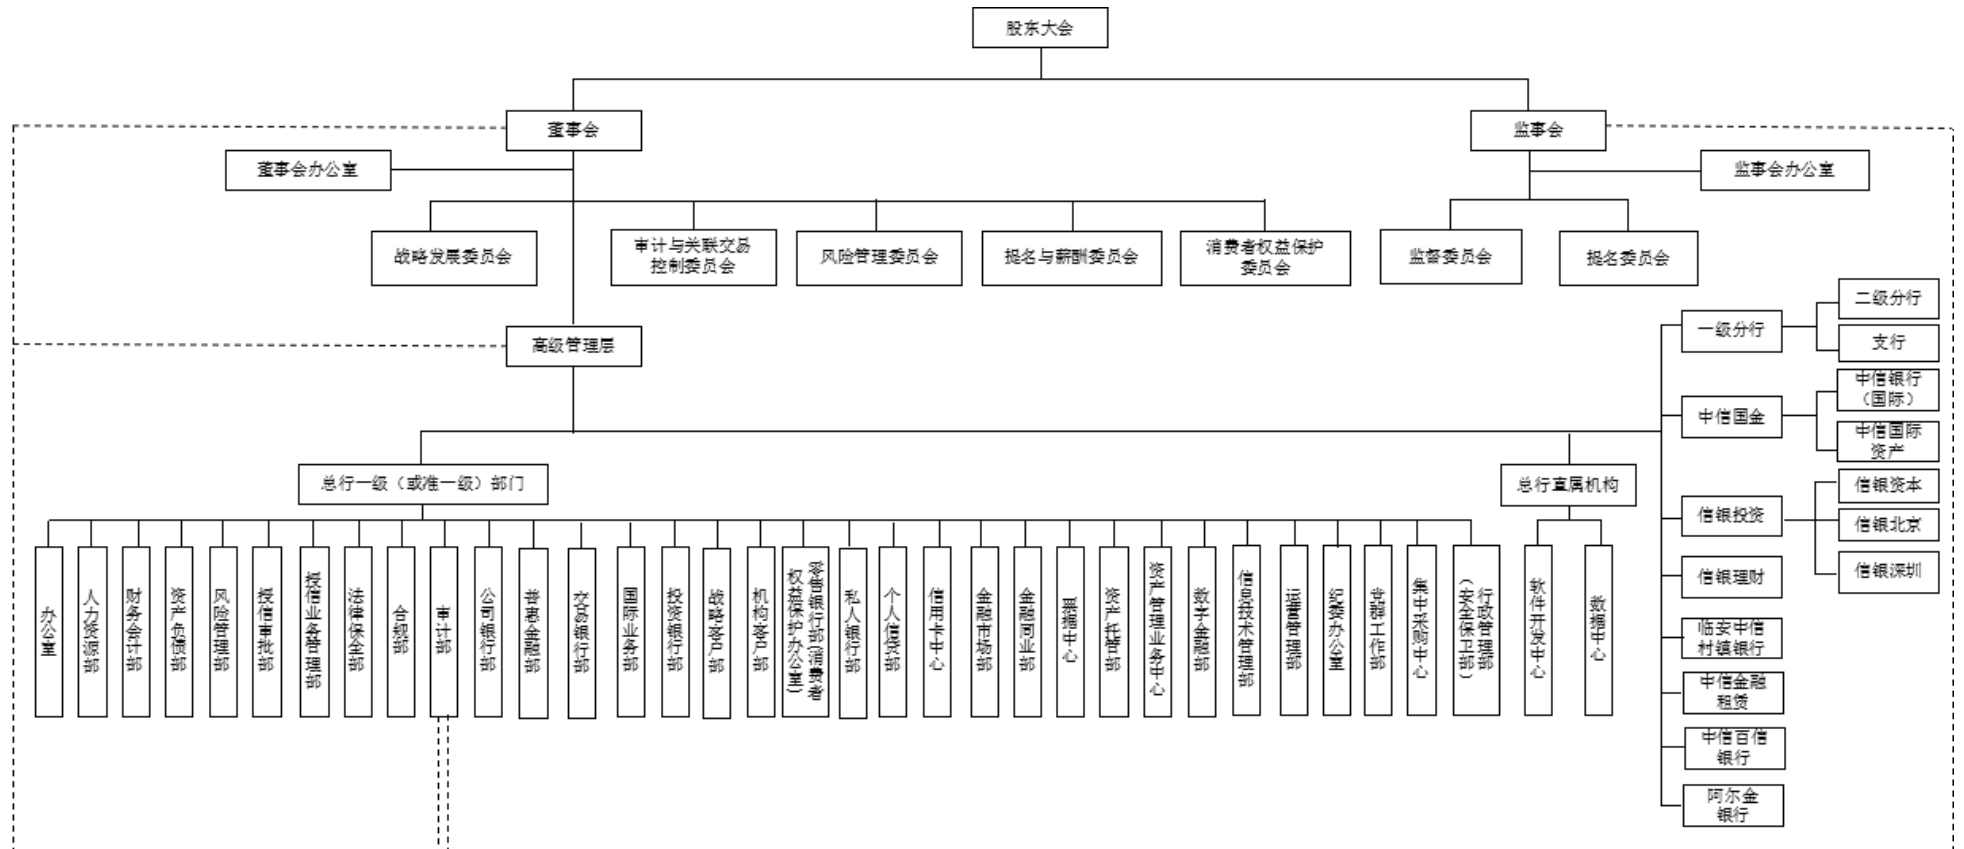 股东大会
董事会
监事会
董事会办公室
监事会办公室
战略发展委员会
审计与关联交易
控制委员会
风险管理委员会
提名与薪酬委员会
消费者权益保护
委员会
监督委员会
提名委员会
高级管理层
一级分行
二级分行
支行
中信国金
中信银行
（国际）
中信国际
资产
总行一级（或准一级）部门
总行直属机构
信银投资
信银资本
信银北京
信银深圳
信银理财
临安中信
村镇银行
中信金融
租赁
中信百信
银行
阿尔金
银行
办公室
人力资源部
财务会计部
资产负债部
风险管理部
授信审批部
授信业务管理部
法律保全部
合规部
审计部
公司银行部
普惠金融部
交易银行部
国际业务部
投资银行部
战略客户部
机构客户部
零售银行部（消费者
权益保护办公室）
私人银行部
个人信贷部
信用卡中心
金融市场部
金融同业部
票据中心
资产托管部
资产管理业务中心
数字金融部
信息技术管理部
运营管理部
纪委办公室
党群工作部
集中采购中心
行政管理部
（安全保卫部）
软件开发中心
数据中心